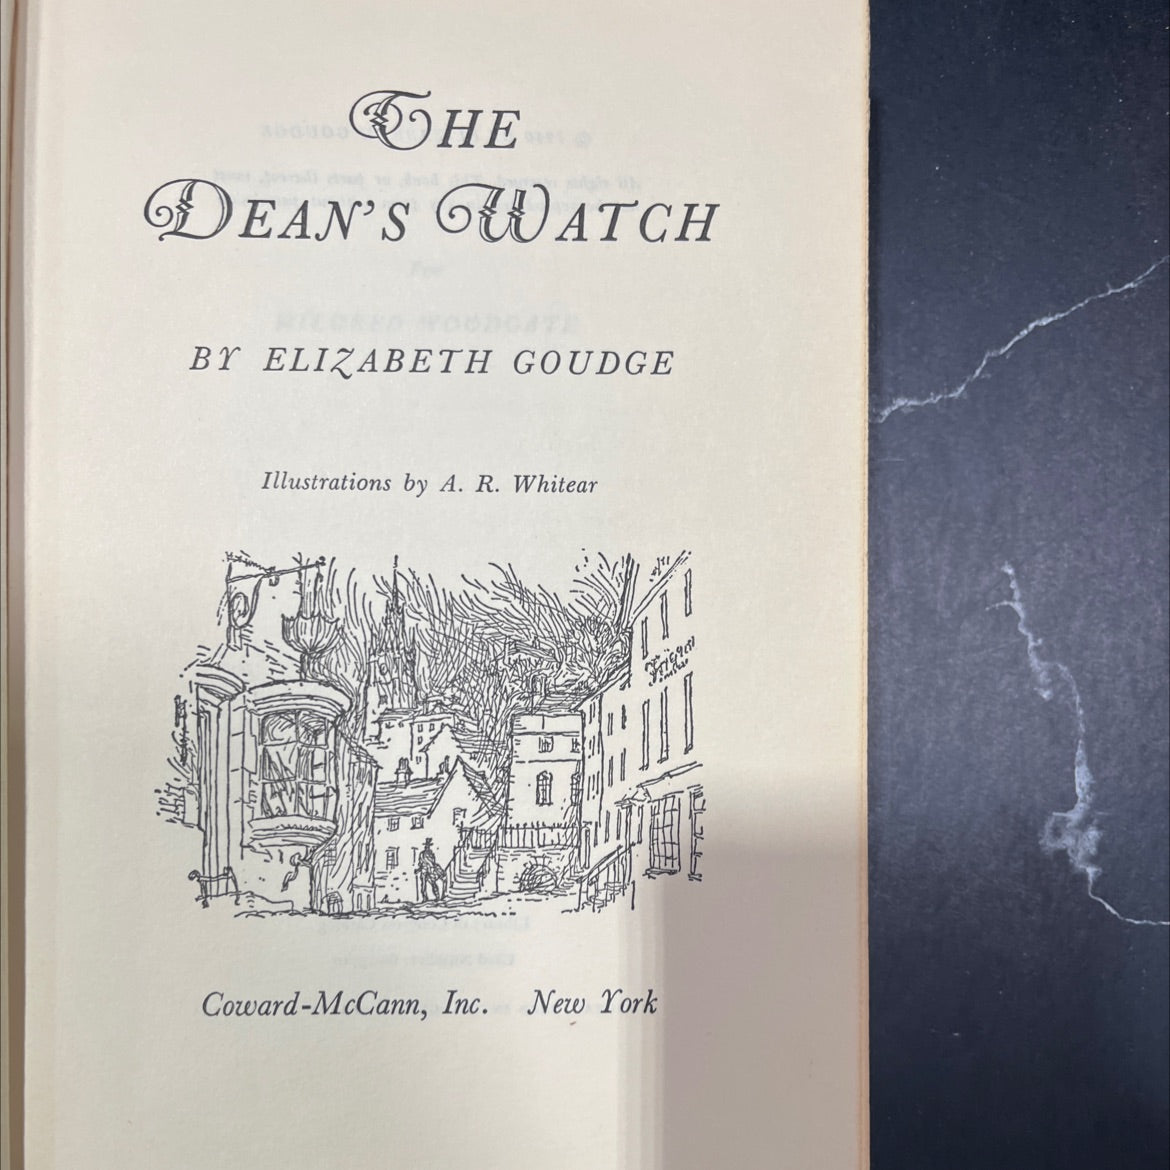 THE
DEAN'S WATCH
BY ELIZABETH GOUDGE
Illustrations by A. R. Whitear
Coward-McCann, Inc. New York